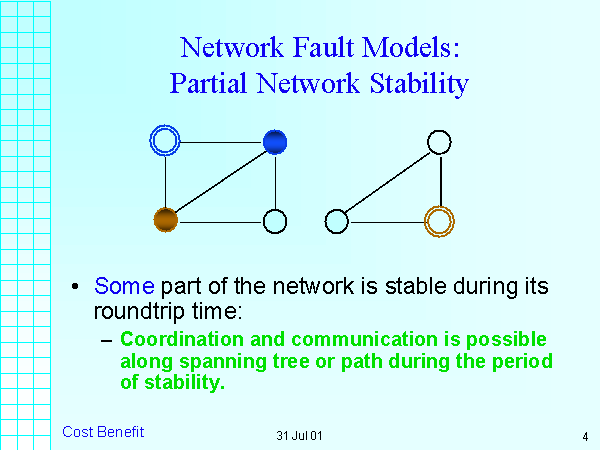 Network Fault Models:
Partial Network Stability
• Some part of the network is stable during its
roundtrip time:
– Coordination and communication is possible
along spanning tree or path during the period
of stability.
Cost Benefit
31 Jul 01
4